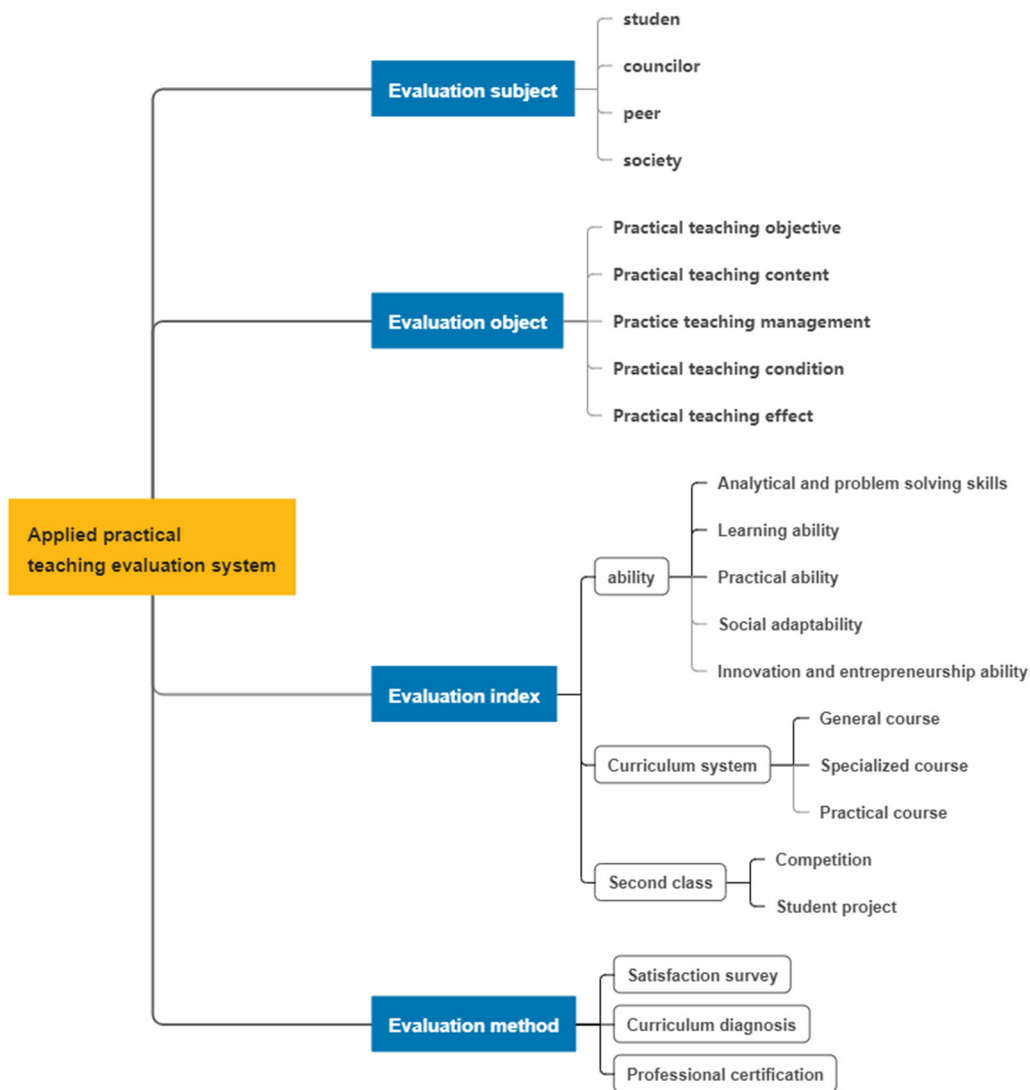 Applied practical
teaching evaluation system
Evaluation subject
studen
councilor
peer
society
Evaluation object
Practical teaching objective
Practical teaching content
Practice teaching management
Practical teaching condition
Practical teaching effect
Evaluation index
ability
Analytical and problem solving skills
Learning ability
Practical ability
Social adaptability
Innovation and entrepreneurship ability
Curriculum system
General course
Specialized course
Practical course
Second class
Competition
Student project
Evaluation method
Satisfaction survey
Curriculum diagnosis
Professional certification